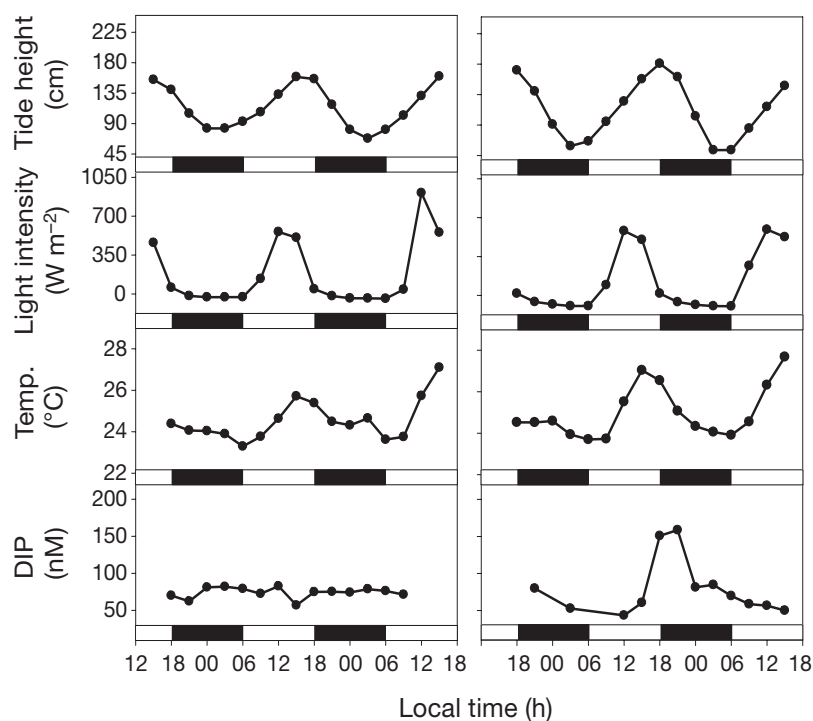 Tide height
(cm)
225
180
135
90
45
Light intensity
(W m⁻²)
1050
700
350
0
Temp.
(°C)
28
26
24
22
DIP
(nM)
200
150
100
50
12 18 00 06 12 18 00 06 12 18
18 00 06 12 18 00 06 12 18
Local time (h)